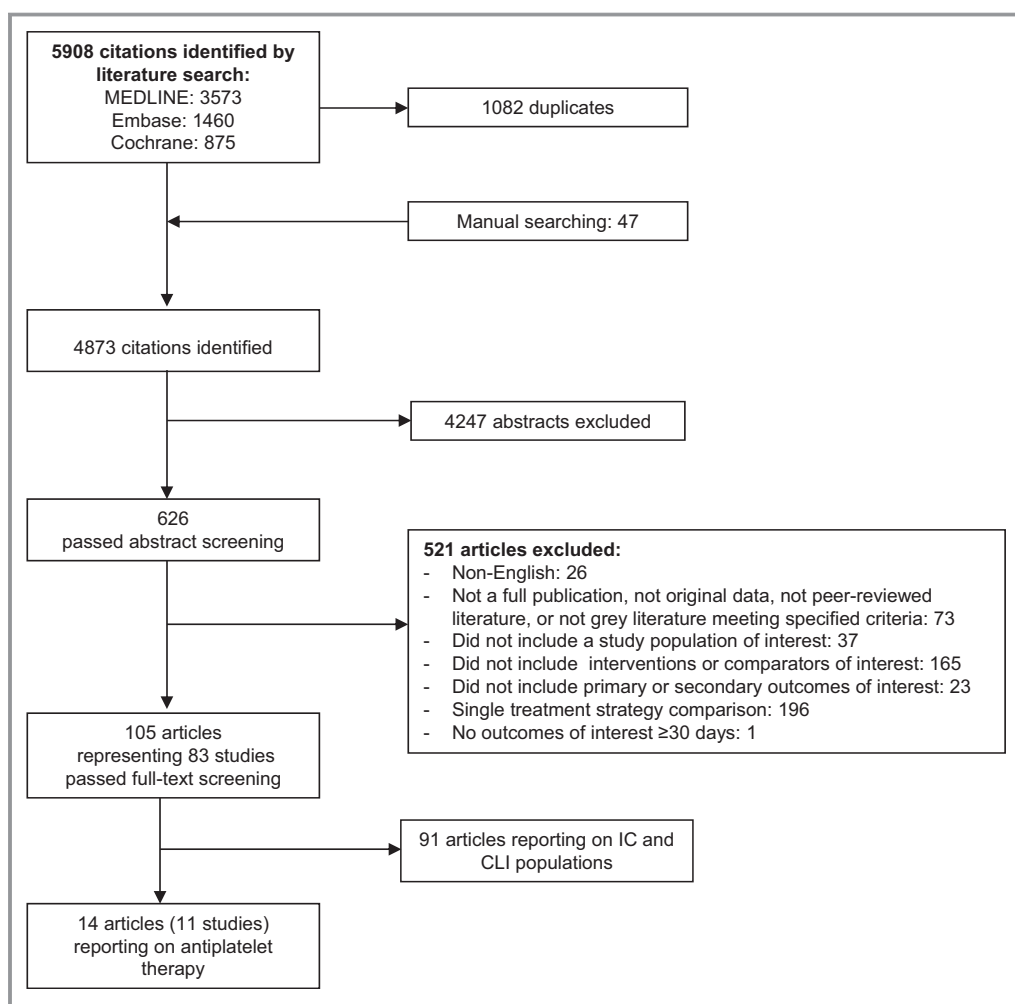 5908 citations identified by
literature search:
MEDLINE: 3573
Embase: 1460
Cochrane: 875
1082 duplicates
Manual searching: 47
4873 citations identified
4247 abstracts excluded
626
passed abstract screening
521 articles excluded:
- Non-English: 26
- Not a full publication, not original data, not peer-reviewed
literature, or not grey literature meeting specified criteria: 73
- Did not include a study population of interest: 37
- Did not include interventions or comparators of interest: 165
- Did not include primary or secondary outcomes of interest: 23
- Single treatment strategy comparison: 196
- No outcomes of interest ≥30 days: 1
105 articles
representing 83 studies
passed full-text screening
91 articles reporting on IC and
CLI populations
14 articles (11 studies)
reporting on antiplatelet
therapy